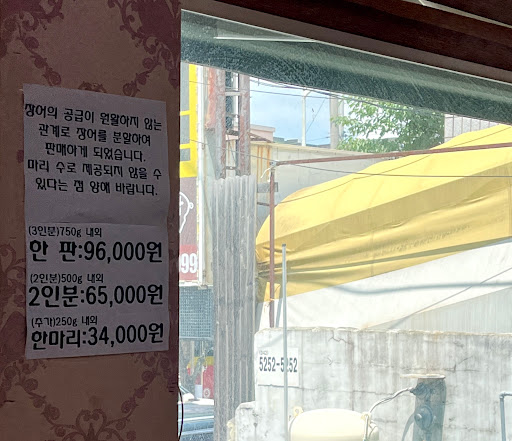 장어의 공급이 원활하지 않는
관계로 장어를 분할하여
판매하게 되었습니다.
마리 수로 제공되지 않을 수
있다는 점 양해 바랍니다.
(3인분)750g 내외
한 판:96,000원
(2인분)500g 내외
2인분:65,000원
(추가)250g 내외
한마리:34,000원
99
5252-5252